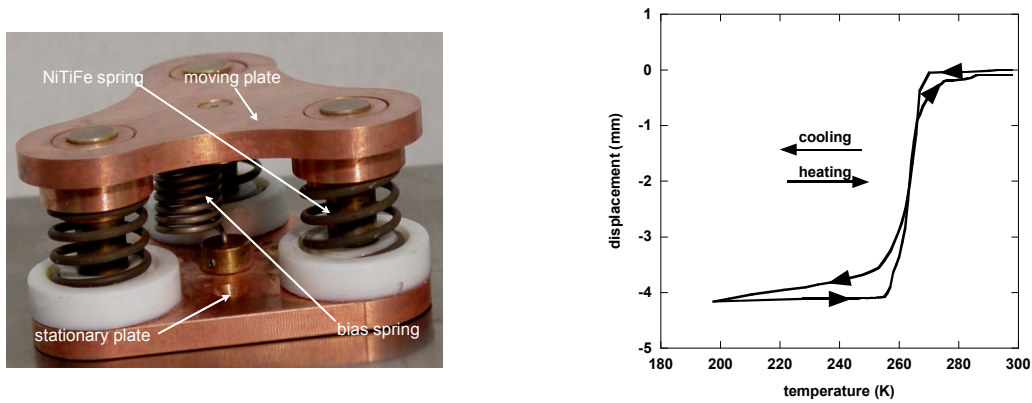 NiTiFe spring
moving plate
stationary plate
bias spring
1
0
-1
-2
-3
-4
-5
displacement (mm)
cooling
heating
180
200
220
240
260
280
300
temperature (K)